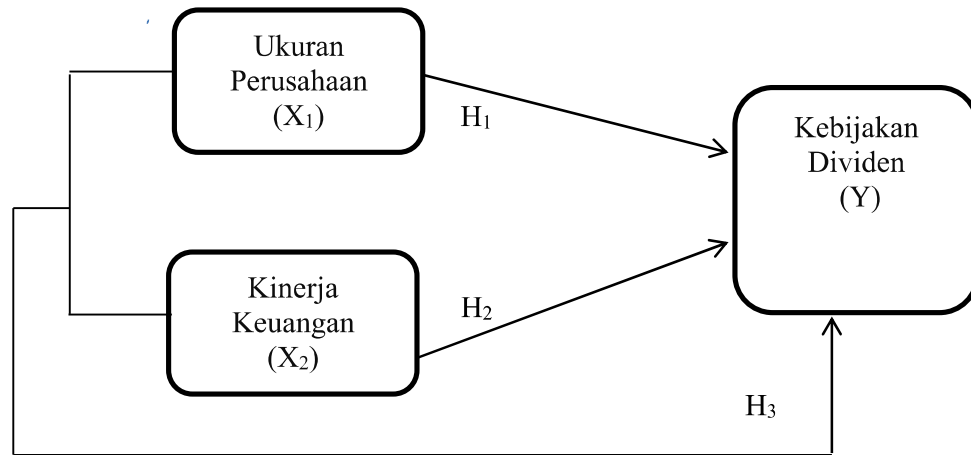 Ukuran
Perusahaan
(X₁)
H₁
Kebijakan
Dividen
(Y)
Kinerja
Keuangan
(X₂)
H₂
H₃